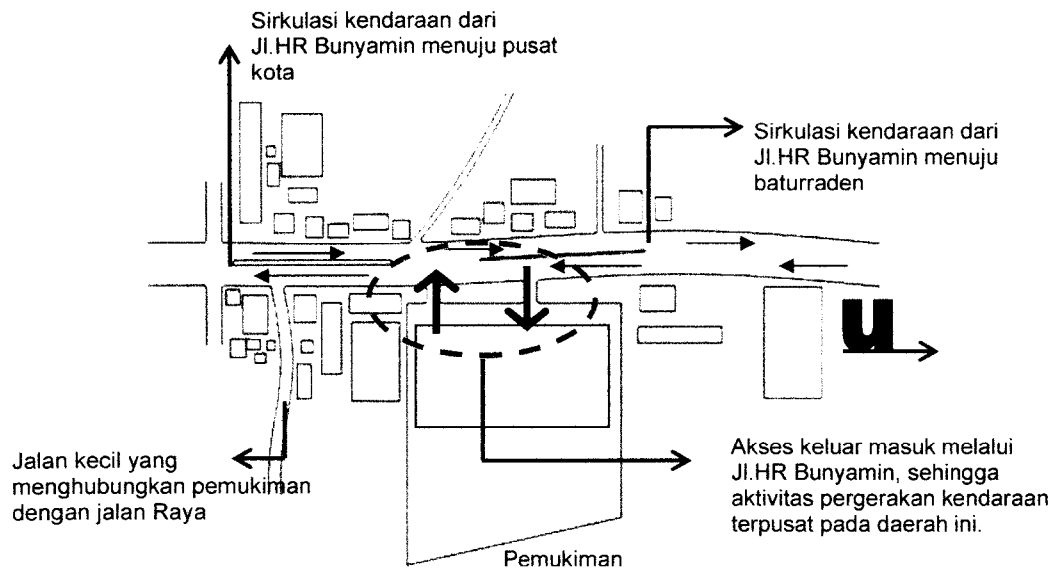 Sirkulasi kendaraan dari
Jl.HR Bunyamin menuju pusat
kota
Sirkulasi kendaraan dari
Jl.HR Bunyamin menuju
baturraden
u
Jalan kecil yang
menghubungkan pemukiman
dengan jalan Raya
Akses keluar masuk melalui
Jl.HR Bunyamin, sehingga
aktivitas pergerakan kendaraan
terpusat pada daerah ini.
Pemukiman